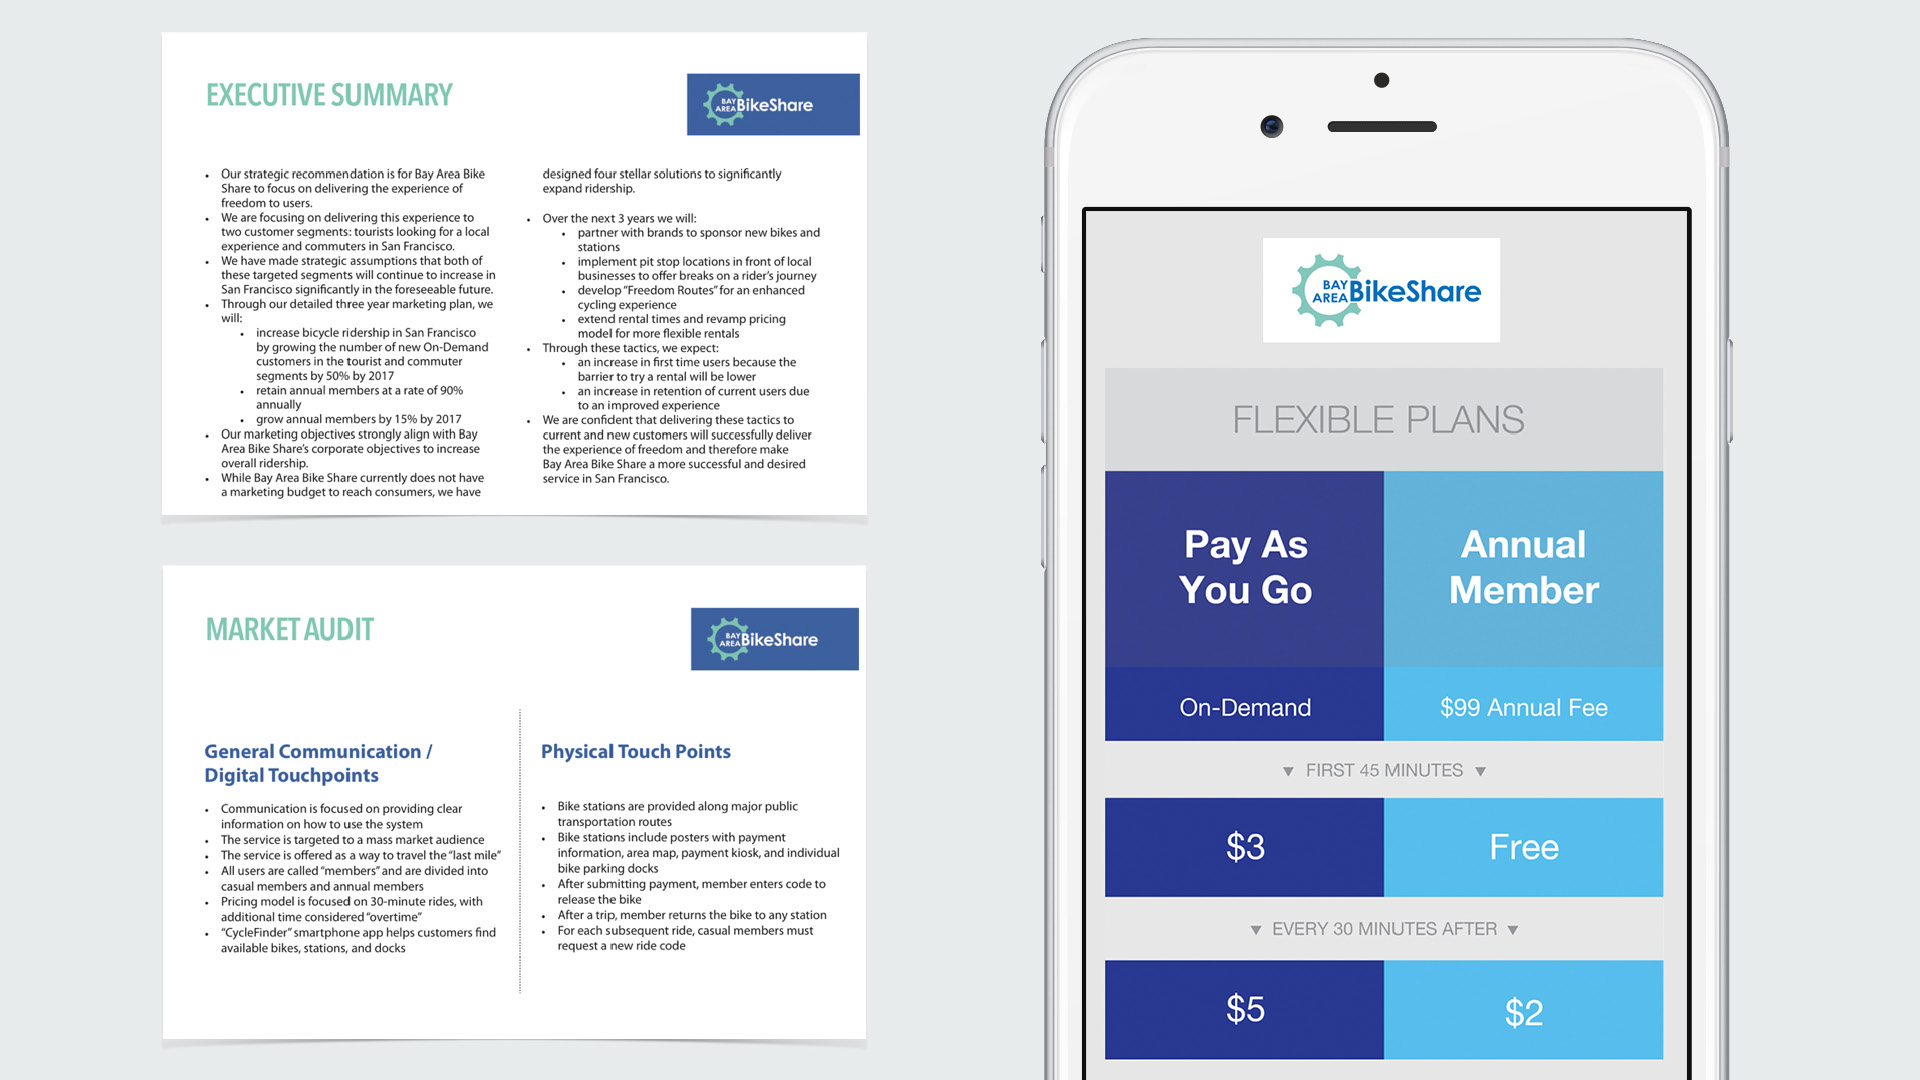 EXECUTIVE SUMMARY
BAY
AREA BikeShare
• Our strategic recommendation is for Bay Area Bike
Share to focus on delivering the experience of
freedom to users.
• We are focusing on delivering this experience to
two customer segments: tourists looking for a local
experience and commuters in San Francisco.
• We have made strategic assumptions that both of
these targeted segments will continue to increase in
San Francisco significantly in the foreseeable future.
• Through our detailed three year marketing plan, we
will:
• increase bicycle ridership in San Francisco
by growing the number of new On-Demand
customers in the tourist and commuter
segments by 50% by 2017
• retain annual members at a rate of 90%
annually
• grow annual members by 15% by 2017
• Our marketing objectives strongly align with Bay
Area Bike Share's corporate objectives to increase
overall ridership.
• While Bay Area Bike Share currently does not have
a marketing budget to reach consumers, we have
designed four stellar solutions to significantly
expand ridership.
• Over the next 3 years we will:
• partner with brands to sponsor new bikes and
stations
• implement pit stop locations in front of local
businesses to offer breaks on a rider's journey
• develop "Freedom Routes" for an enhanced
cycling experience
• extend rental times and revamp pricing
model for more flexible rentals
• Through these tactics, we expect:
• an increase in first time users because the
barrier to try a rental will be lower
• an increase in retention of current users due
to an improved experience
• We are confident that delivering these tactics to
current and new customers will successfully deliver
the experience of freedom and therefore make
Bay Area Bike Share a more successful and desired
service in San Francisco.
MARKET AUDIT
BAY
AREA BikeShare
General Communication /
Digital Touchpoints
• Communication is focused on providing clear
information on how to use the system
• The service is targeted to a mass market audience
• The service is offered as a way to travel the "last mile"
• All users are called "members" and are divided into
casual members and annual members
• Pricing model is focused on 30-minute rides, with
additional time considered "overtime"
• "CycleFinder" smartphone app helps customers find
available bikes, stations, and docks
Physical Touch Points
• Bike stations are provided along major public
transportation routes
• Bike stations include posters with payment
information, area map, payment kiosk, and individual
bike parking docks
• After submitting payment, member enters code to
release the bike
• After a trip, member returns the bike to any station
• For each subsequent ride, casual members must
request a new ride code
BAY
AREA BikeShare
FLEXIBLE PLANS
Pay As
You Go
Annual
Member
On-Demand
$99 Annual Fee
▼ FIRST 45 MINUTES ▼
$3
Free
▼ EVERY 30 MINUTES AFTER ▼
$5
$2